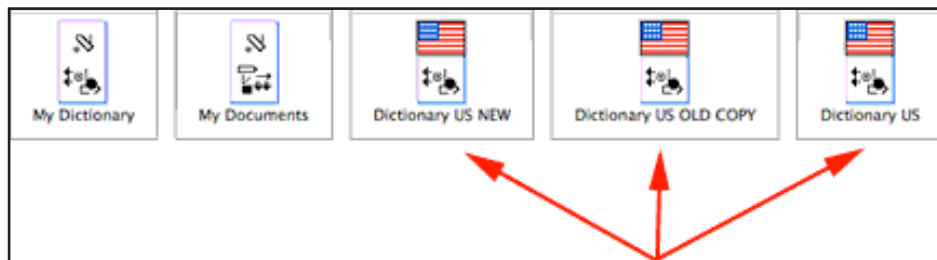 My Dictionary
My Documents
Dictionary US NEW
Dictionary US OLD COPY
Dictionary US